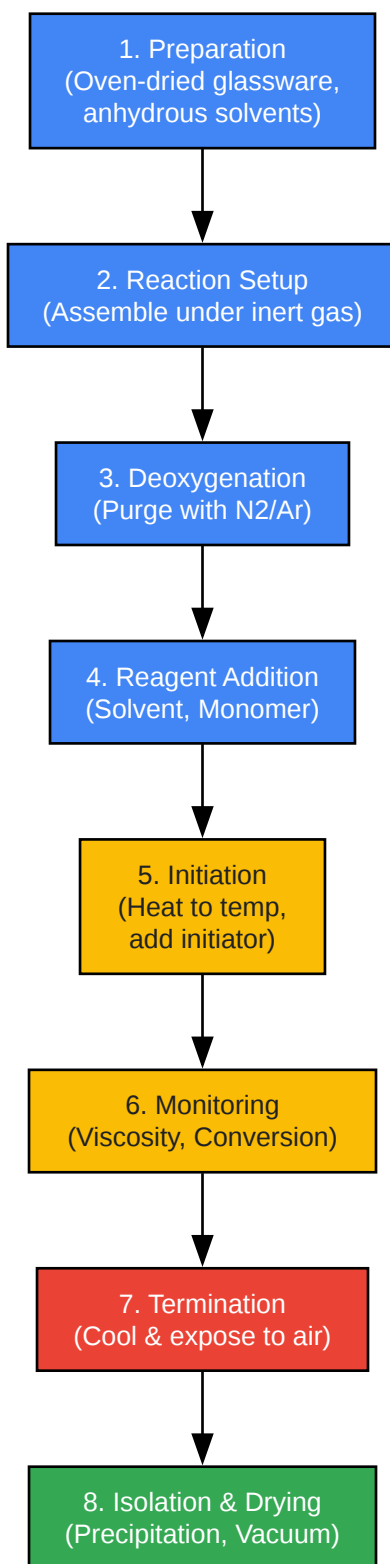 1. Preparation
(Oven-dried glassware,
anhydrous solvents)
2. Reaction Setup
(Assemble under inert gas)
3. Deoxygenation
(Purge with N2/Ar)
4. Reagent Addition
(Solvent, Monomer)
5. Initiation
(Heat to temp,
add initiator)
6. Monitoring
(Viscosity, Conversion)
7. Termination
(Cool & expose to air)
8. Isolation & Drying
(Precipitation, Vacuum)